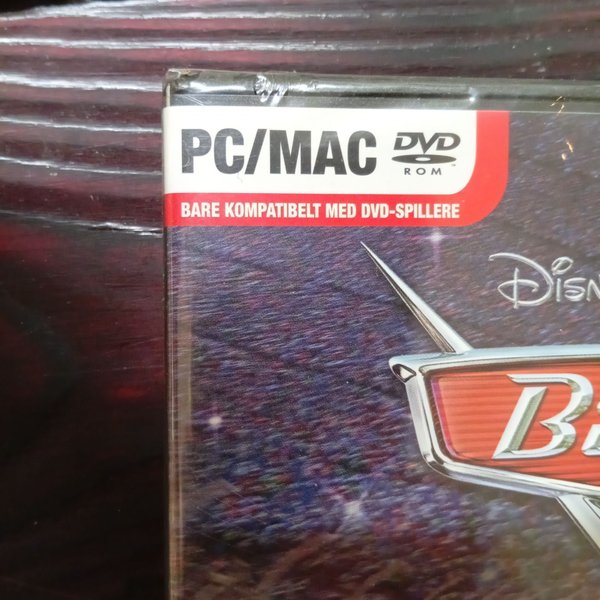 PC/MAC DVD
ROM
BARE KOMPATIBELT MED DVD-SPILLERE